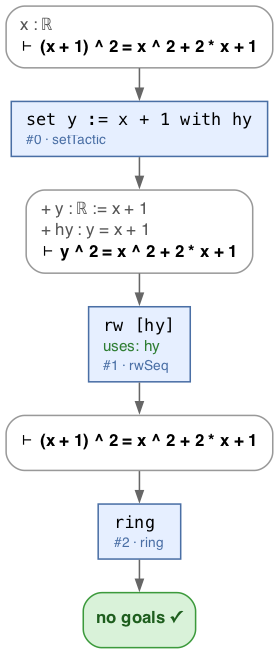 x : ℝ
⊢ (x + 1) ^ 2 = x ^ 2 + 2 * x + 1
set y := x + 1 with hy
#0 · setTactic
+ y : ℝ := x + 1
+ hy : y = x + 1
⊢ y ^ 2 = x ^ 2 + 2 * x + 1
rw [hy]
uses: hy
#1 · rwSeq
⊢ (x + 1) ^ 2 = x ^ 2 + 2 * x + 1
ring
#2 · ring
no goals ✓